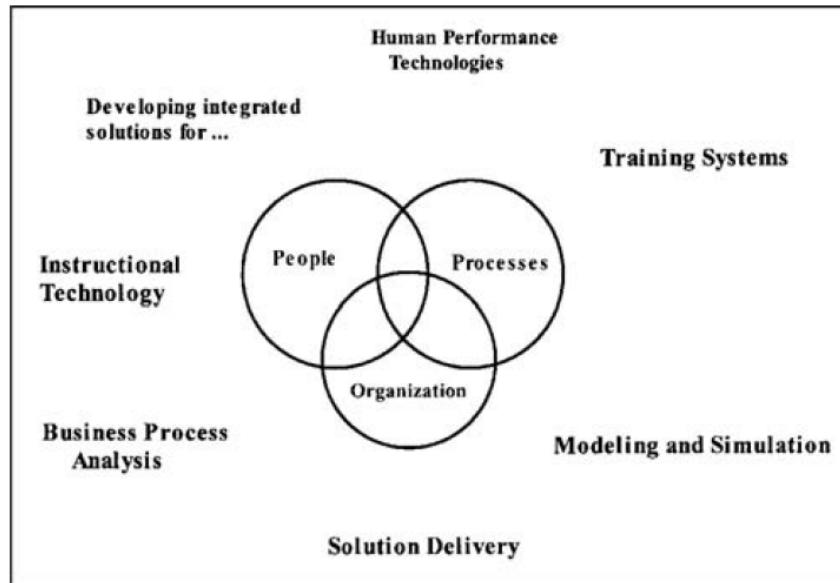 Human Performance
Technologies
Developing integrated
solutions for ...
Training Systems
People
Processes
Instructional
Technology
Organization
Business Process
Analysis
Modeling and Simulation
Solution Delivery